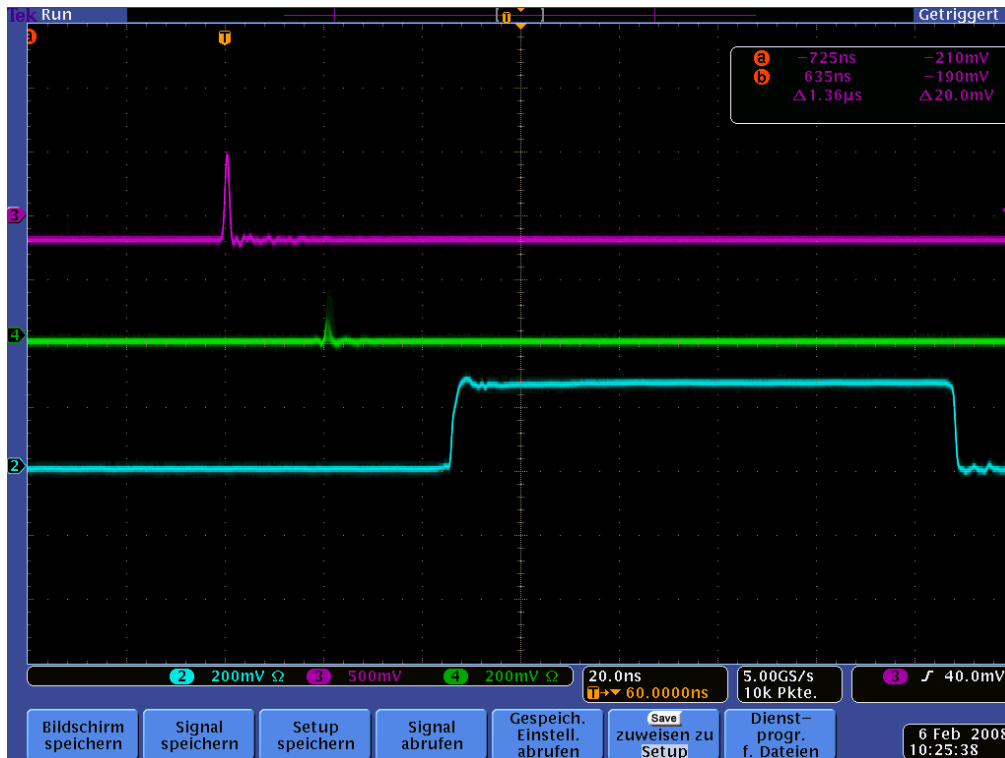 Tek Run
T
Getriggert
a
T
a −725ns −210mV
b 635ns −190mV
Δ1.36µs Δ20.0mV
3
4
2
2 200mV Ω 3 500mV 4 200mV Ω
20.0ns
T→▼ 60.0000ns
5.00GS/s
10k Pkte.
3 ∫ 40.0mV
Bildschirm
speichern
Signal
speichern
Setup
speichern
Signal
abrufen
Gespeich.
Einstell.
abrufen
Save
zuweisen zu
Setup
Dienst–
progr.
f. Dateien
6 Feb 2008
10:25:38